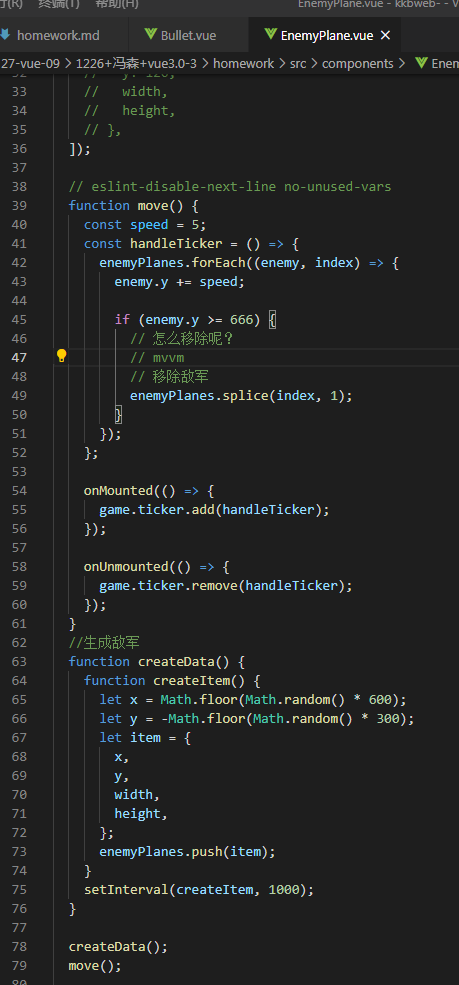 行(R) 终端(T) 帮助(H) EnemyPlane.vue - kkbweb- - V
homework.md Bullet.vue EnemyPlane.vue ×
27-vue-09 > 1226+冯森+vue3.0-3 > homework > src > components > Enem
33 //   width,
34 //   height,
35 // },
36 ]);
37
38 // eslint-disable-next-line no-unused-vars
39 function move() {
40 const speed = 5;
41 const handleTicker = () => {
42 enemyPlanes.forEach((enemy, index) => {
43 enemy.y += speed;
44
45 if (enemy.y >= 666) {
46 // 怎么移除呢？
47 // mvvm
48 // 移除敌军
49 enemyPlanes.splice(index, 1);
50 }
51 });
52 };
53
54 onMounted(() => {
55 game.ticker.add(handleTicker);
56 });
57
58 onUnmounted(() => {
59 game.ticker.remove(handleTicker);
60 });
61 }
62 //生成敌军
63 function createData() {
64 function createItem() {
65 let x = Math.floor(Math.random() * 600);
66 let y = -Math.floor(Math.random() * 300);
67 let item = {
68 x,
69 y,
70 width,
71 height,
72 };
73 enemyPlanes.push(item);
74 }
75 setInterval(createItem, 1000);
76 }
77
78 createData();
79 move();